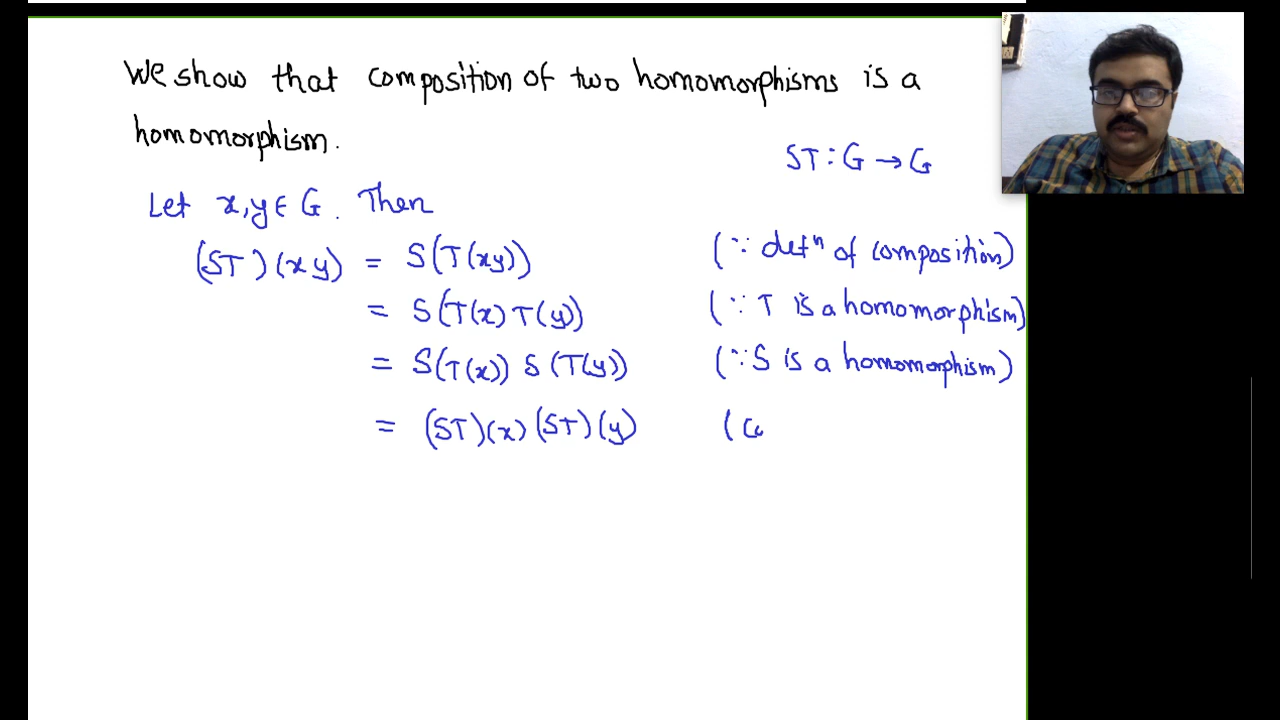 We show that composition of two homomorphisms is a
homomorphism.
ST : G → G
Let x, y ∈ G. Then
(ST)(xy) = S(T(xy)) (∵ defⁿ of composition)
= S(T(x) T(y)) (∵ T is a homomorphism)
= S(T(x)) S(T(y)) (∵ S is a homomorphism)
= (ST)(x) (ST)(y) (